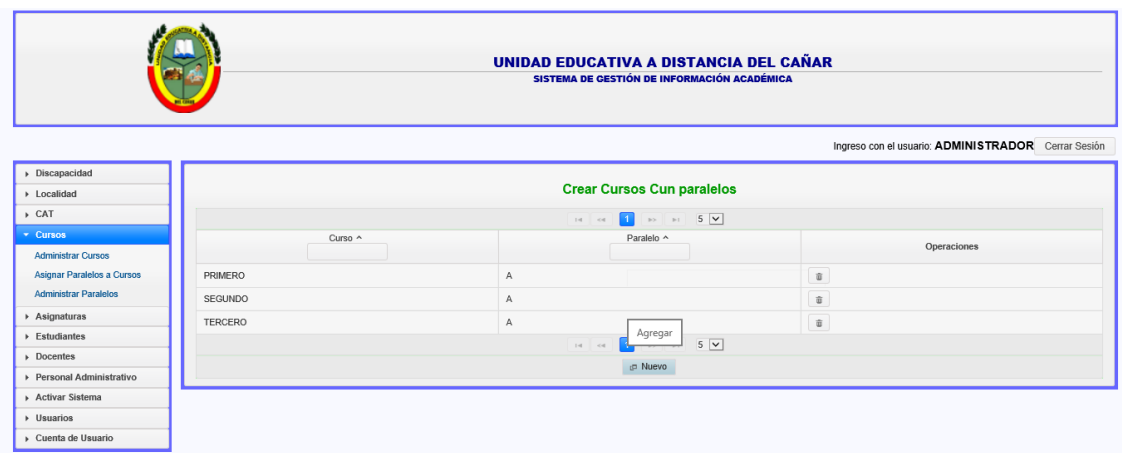 UNIDAD EDUCATIVA A DISTANCIA DEL CAÑAR
SISTEMA DE GESTIÓN DE INFORMACIÓN ACADÉMICA
DEL CAÑAR
Ingreso con el usuario: ADMINISTRADOR Cerrar Sesión
Discapacidad
Localidad
CAT
Cursos
Administrar Cursos
Asignar Paralelos a Cursos
Administrar Paralelos
Asignaturas
Estudiantes
Docentes
Personal Administrativo
Activar Sistema
Usuarios
Cuenta de Usuario
Crear Cursos Cun paralelos
1 5
Curso Paralelo Operaciones
PRIMERO A
SEGUNDO A
TERCERO A
Agregar
5
Nuevo